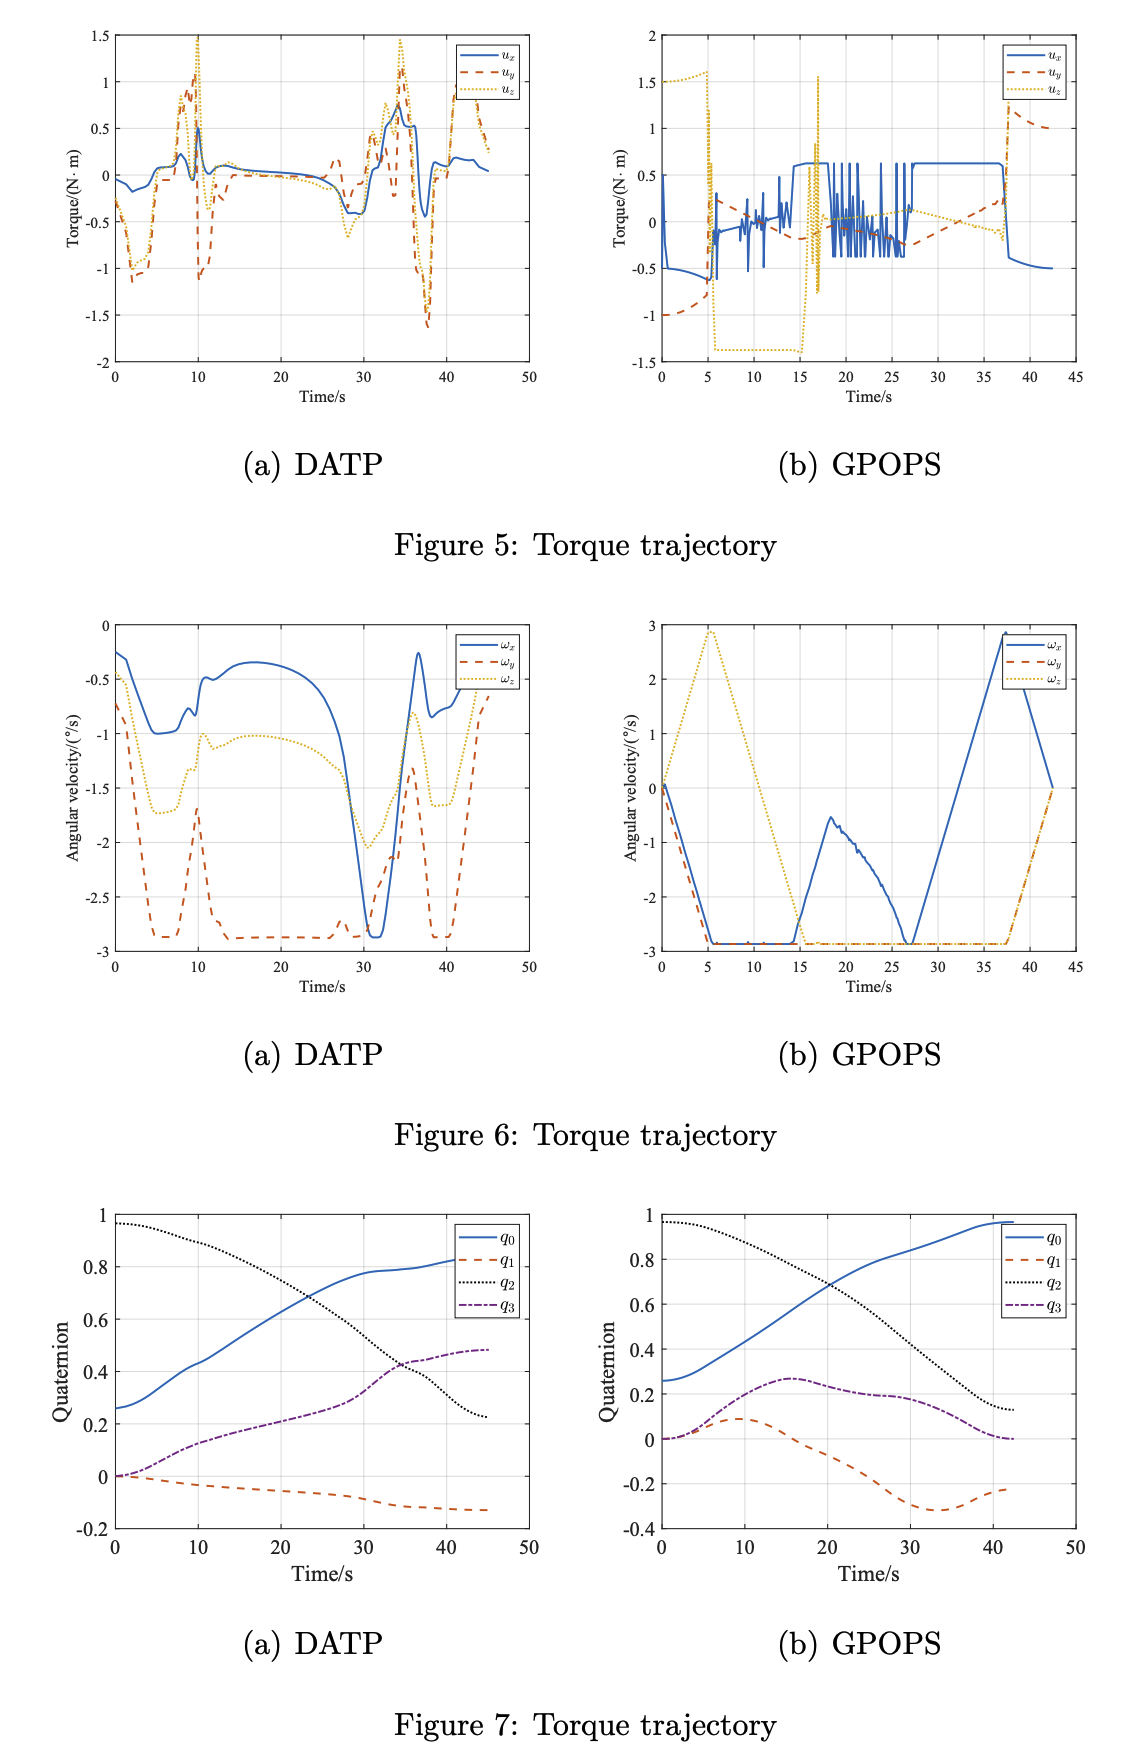 1.5
1
0.5
0
-0.5
-1
-1.5
-2
0 10 20 30 40 50
Torque/(N· m)
Time/s
u_x
u_y
u_z
2
1.5
1
0.5
0
-0.5
-1
-1.5
0 5 10 15 20 25 30 35 40 45
Torque/(N· m)
Time/s
u_x
u_y
u_z
(a) DATP
(b) GPOPS
Figure 5: Torque trajectory
0
-0.5
-1
-1.5
-2
-2.5
-3
0 10 20 30 40 50
Angular velocity/(°/s)
Time/s
ω_x
ω_y
ω_z
3
2
1
0
-1
-2
-3
0 5 10 15 20 25 30 35 40 45
Angular velocity/(°/s)
Time/s
ω_x
ω_y
ω_z
(a) DATP
(b) GPOPS
Figure 6: Torque trajectory
1
0.8
0.6
0.4
0.2
0
-0.2
0 10 20 30 40 50
Quaternion
Time/s
q_0
q_1
q_2
q_3
1
0.8
0.6
0.4
0.2
0
-0.2
-0.4
0 10 20 30 40 50
Quaternion
Time/s
q_0
q_1
q_2
q_3
(a) DATP
(b) GPOPS
Figure 7: Torque trajectory